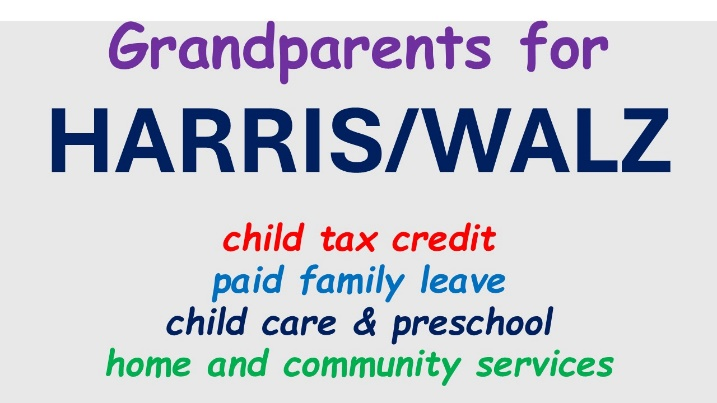 Grandparents for
HARRIS/WALZ
child tax credit
paid family leave
child care & preschool
home and community services